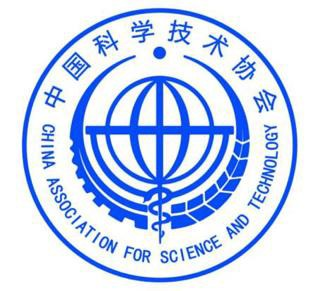 中国科学技术协会
CHINA ASSOCIATION FOR SCIENCE AND TECHNOLOGY